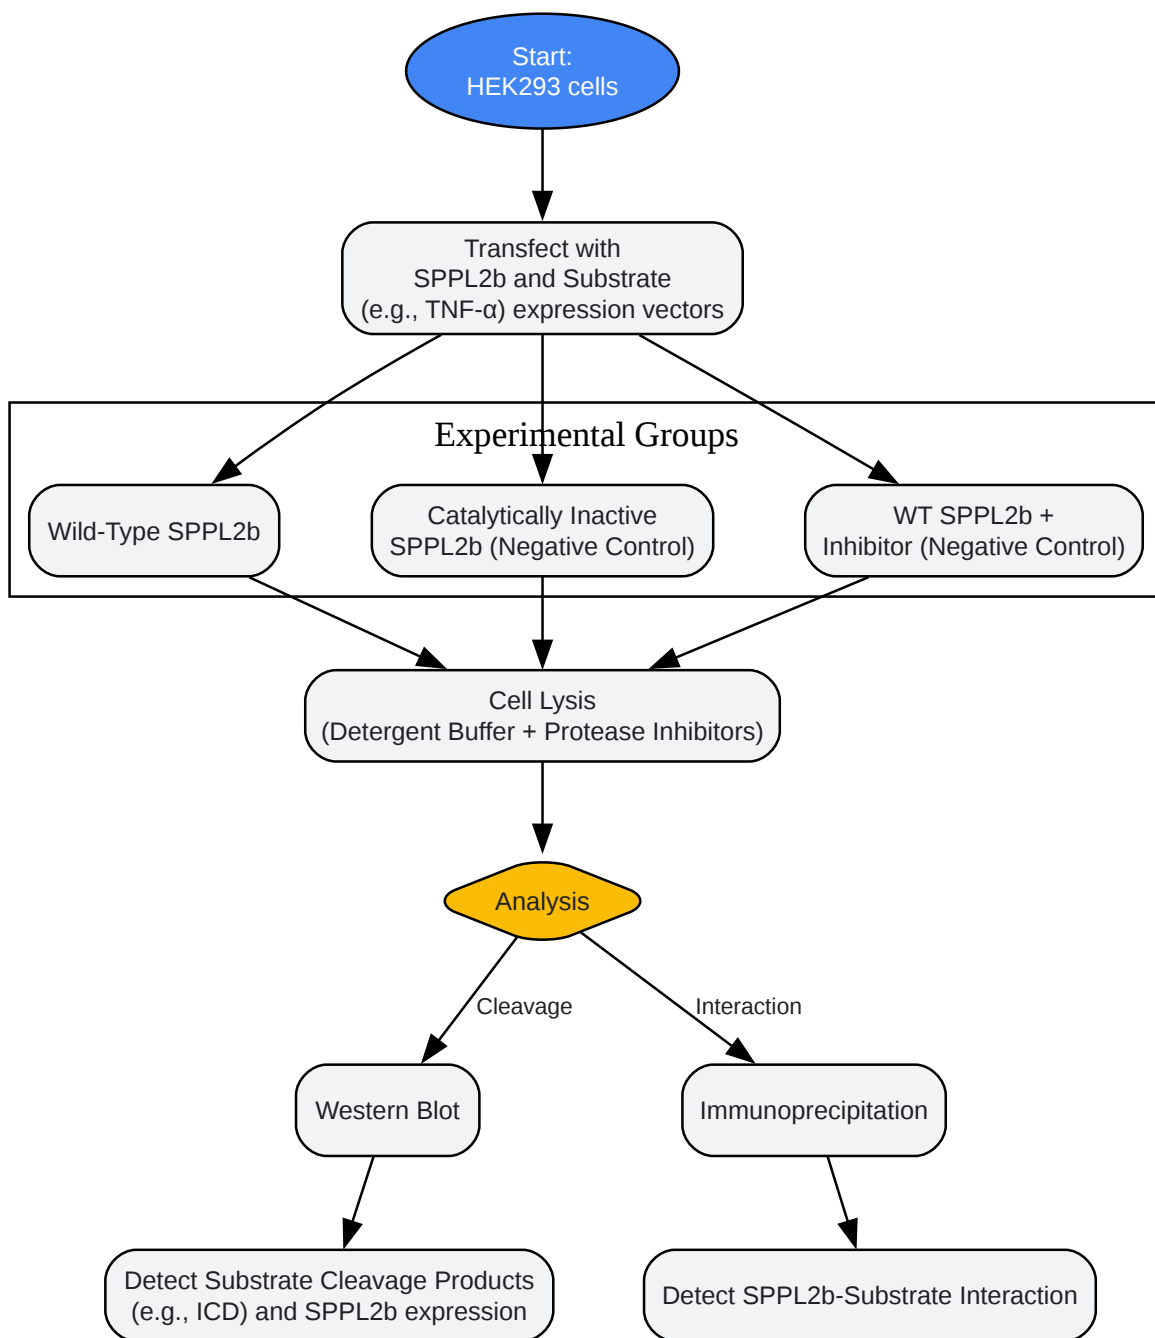 Start:
HEK293 cells
Transfect with
SPPL2b and Substrate
(e.g., TNF-α) expression vectors
Experimental Groups
Wild-Type SPPL2b
Catalytically Inactive
SPPL2b (Negative Control)
WT SPPL2b +
Inhibitor (Negative Control)
Cell Lysis
(Detergent Buffer + Protease Inhibitors)
Analysis
Cleavage
Interaction
Western Blot
Immunoprecipitation
Detect Substrate Cleavage Products
(e.g., ICD) and SPPL2b expression
Detect SPPL2b-Substrate Interaction